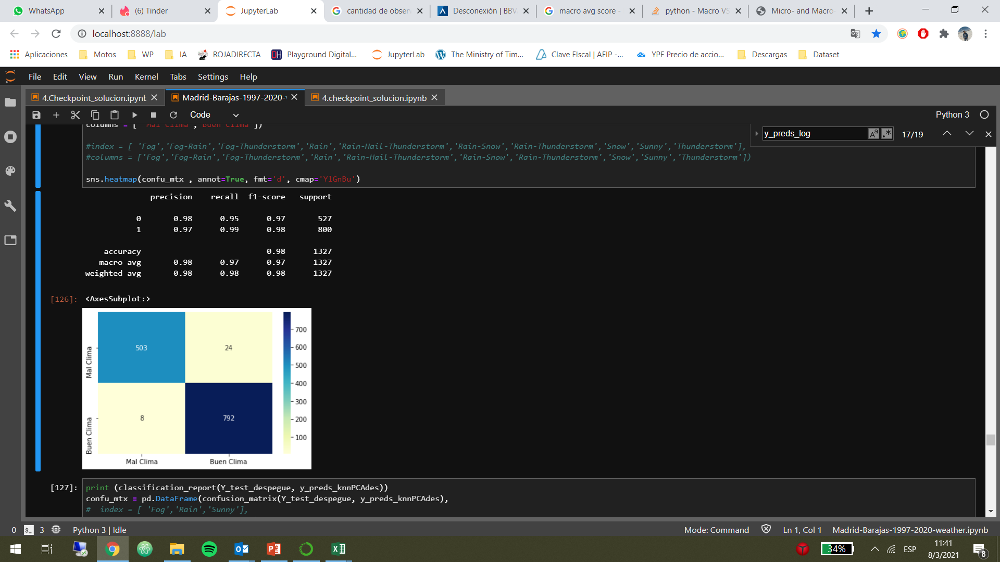 WhatsApp
(6) Tinder
JupyterLab
cantidad de obser
Desconexión | BBV
macro avg score -
python - Macro VS
Micro- and Macro-
localhost:8888/lab
Aplicaciones
Motos
WP
IA
ROJADIRECTA
Playground Digital...
JupyterLab
The Ministry of Tim...
Clave FIscal | AFIP -...
YPF Precio de accio...
Descargas
Dataset
File Edit View Run Kernel Tabs Settings Help
4.Checkpoint_solucion.ipynb
Madrid-Barajas-1997-2020-
4.checkpoint_solucion.ipynb
Code
Python 3
y_preds_log
17/19
columns = [ 'Mal Clima','Buen Clima'])
#index = [ 'Fog','Fog-Rain','Fog-Thunderstorm','Rain','Rain-Hail-Thunderstorm','Rain-Snow','Rain-Thunderstorm','Snow','Sunny','Thunderstorm'],
#columns = ['Fog','Fog-Rain','Fog-Thunderstorm','Rain','Rain-Hail-Thunderstorm','Rain-Snow','Rain-Thunderstorm','Snow','Sunny','Thunderstorm'])
sns.heatmap(confu_mtx , annot=True, fmt='d', cmap='YlGnBu')
precision recall f1-score support
0 0.98 0.95 0.97 527
1 0.97 0.99 0.98 800
accuracy 0.98 1327
macro avg 0.98 0.97 0.97 1327
weighted avg 0.98 0.98 0.98 1327
[126]: <AxesSubplot:>
Mal Clima
503
24
Buen Clima
8
792
Mal Clima
Buen Clima
700
600
500
400
300
200
100
[127]:
print (classification_report(Y_test_despegue, y_preds_knnPCAdes))
confu_mtx = pd.DataFrame(confusion_matrix(Y_test_despegue, y_preds_knnPCAdes),
# index = [ 'Fog','Rain','Sunny'],
0
$_
3
Python 3 | Idle
Mode: Command
Ln 1, Col 1
Madrid-Barajas-1997-2020-weather.ipynb
34%
ESP
11:41
8/3/2021
8